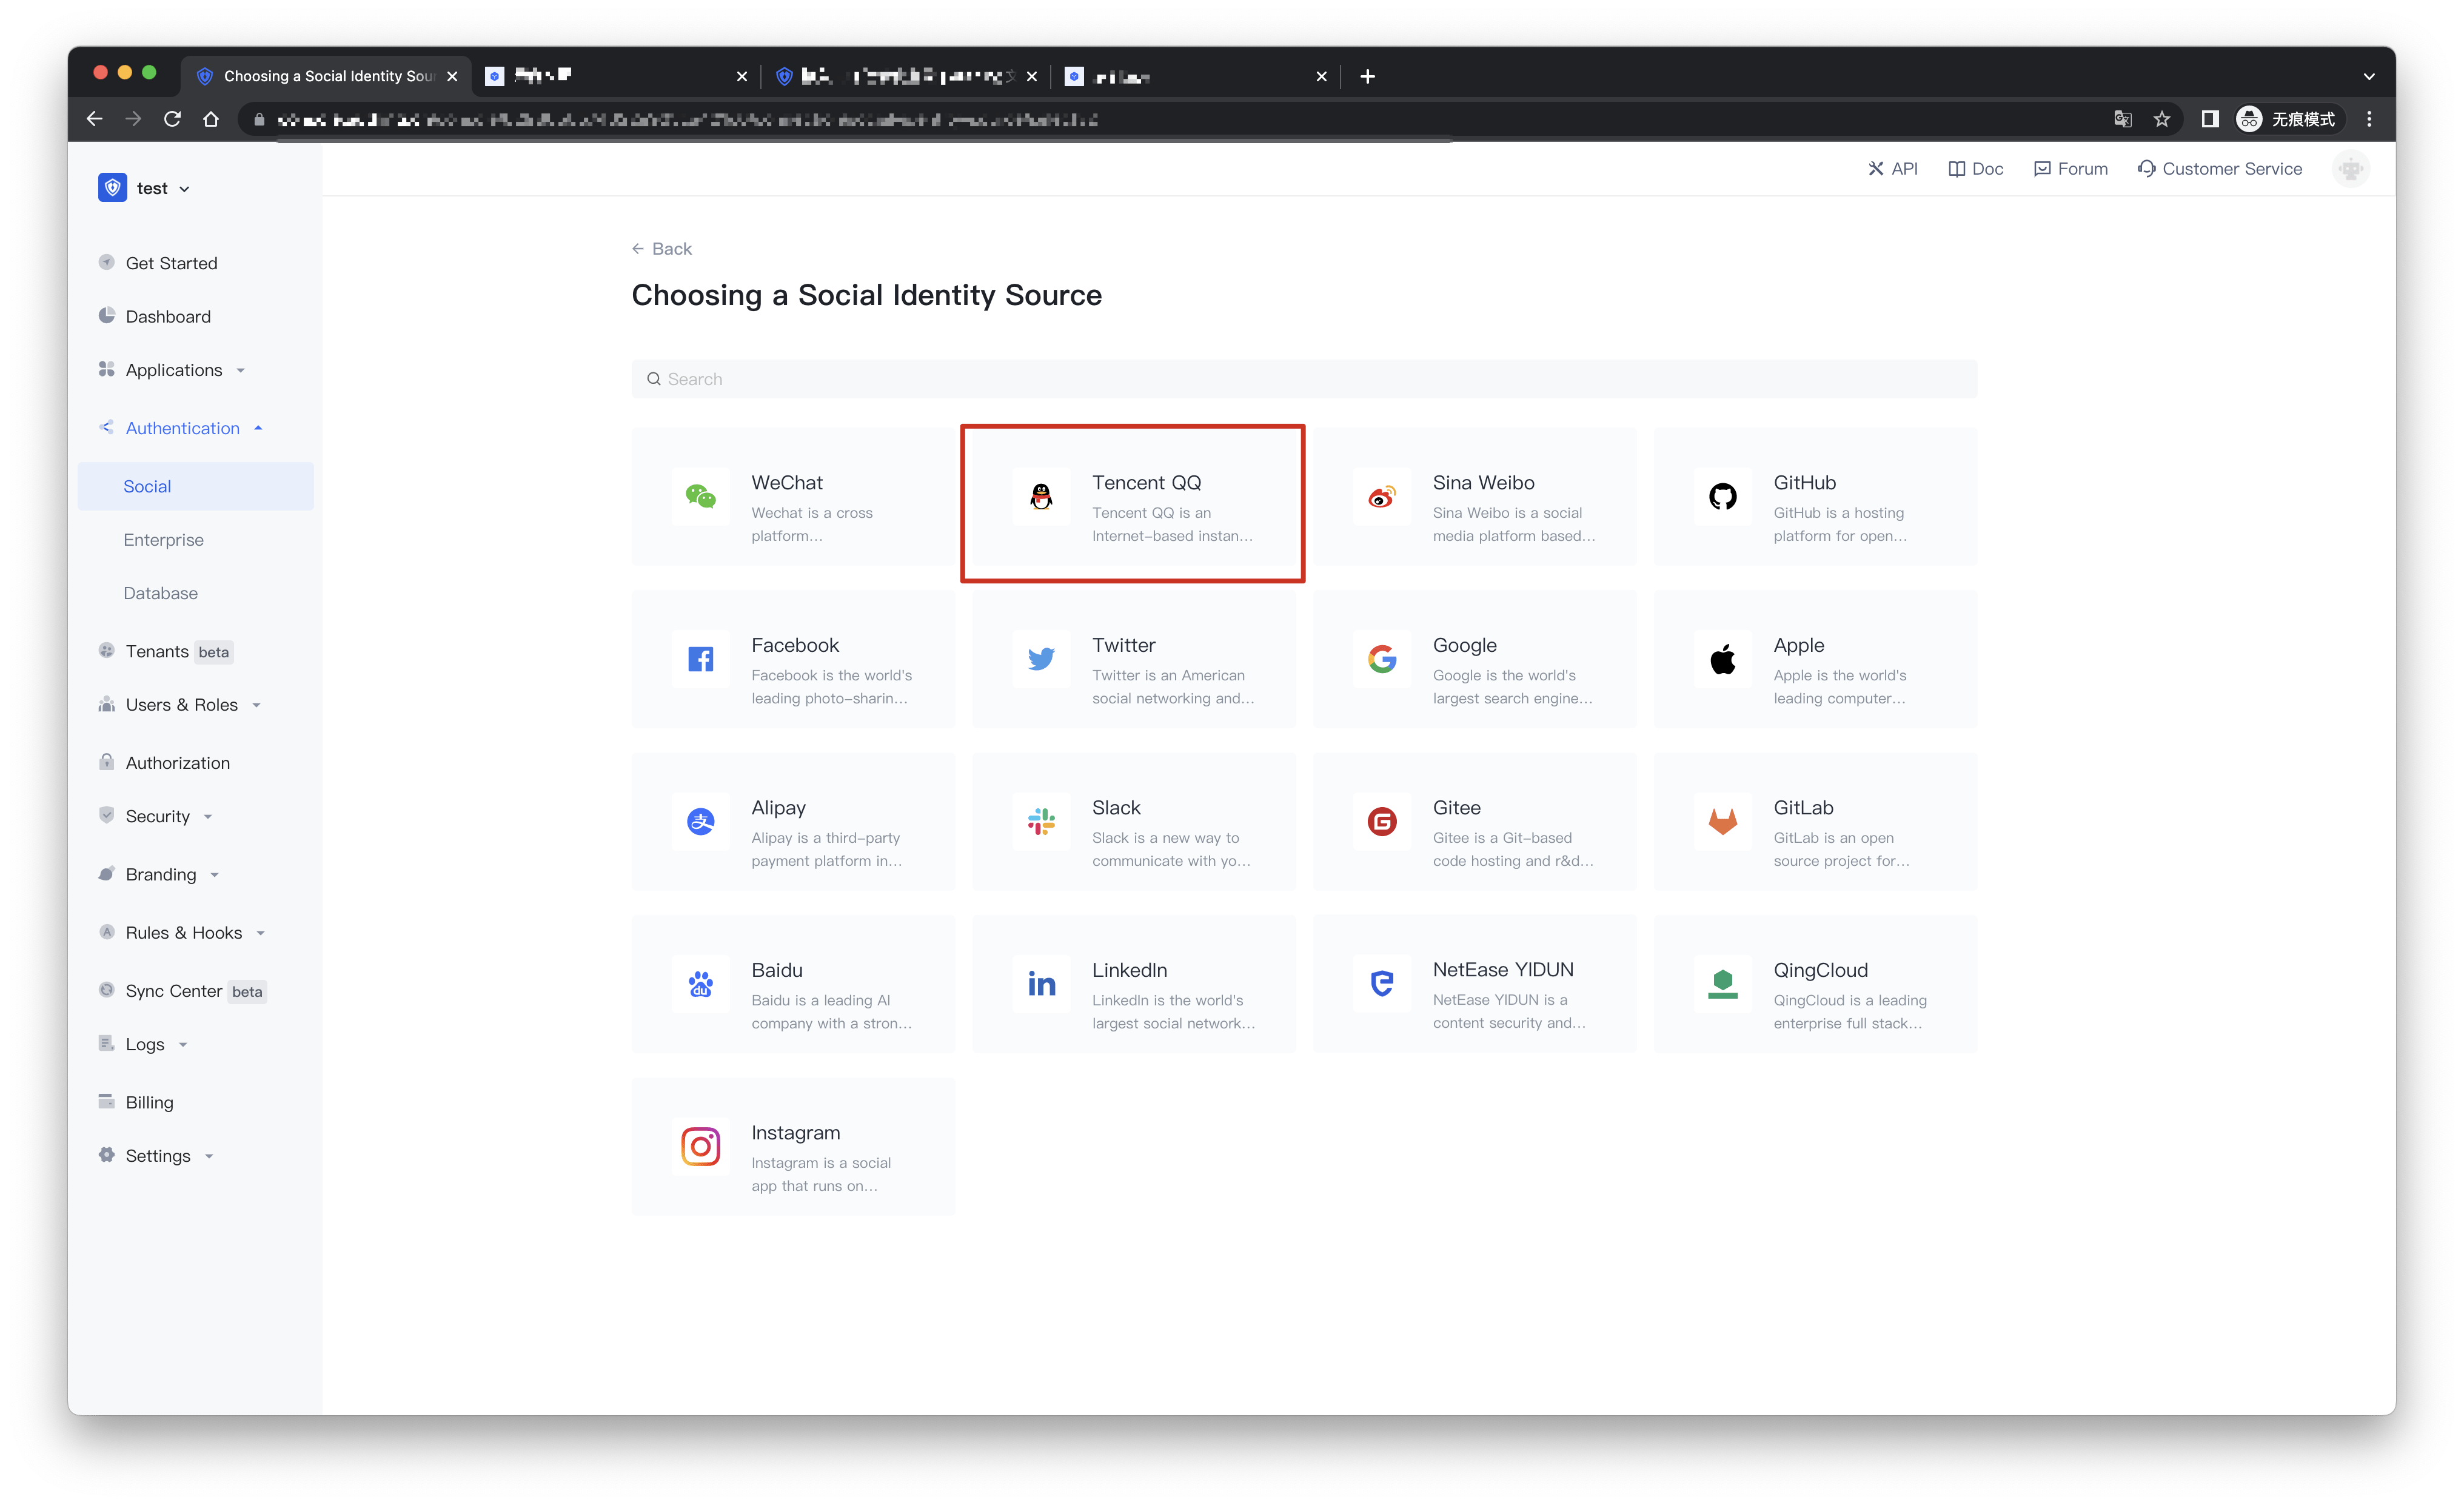 Choosing a Social Identity Sour
无痕模式
test
API
Doc
Forum
Customer Service
Get Started
Dashboard
Applications
Authentication
Social
Enterprise
Database
Tenants beta
Users & Roles
Authorization
Security
Branding
Rules & Hooks
Sync Center beta
Logs
Billing
Settings
Back
Choosing a Social Identity Source
Search
WeChat
Wechat is a cross
platform...
Tencent QQ
Tencent QQ is an
Internet-based instan...
Sina Weibo
Sina Weibo is a social
media platform based...
GitHub
GitHub is a hosting
platform for open...
Facebook
Facebook is the world's
leading photo-sharin...
Twitter
Twitter is an American
social networking and...
Google
Google is the world's
largest search engine...
Apple
Apple is the world's
leading computer...
Alipay
Alipay is a third-party
payment platform in...
Slack
Slack is a new way to
communicate with yo...
Gitee
Gitee is a Git-based
code hosting and r&d...
GitLab
GitLab is an open
source project for...
Baidu
Baidu is a leading AI
company with a stron...
LinkedIn
LinkedIn is the world's
largest social network...
NetEase YIDUN
NetEase YIDUN is a
content security and...
QingCloud
QingCloud is a leading
enterprise full stack...
Instagram
Instagram is a social
app that runs on...